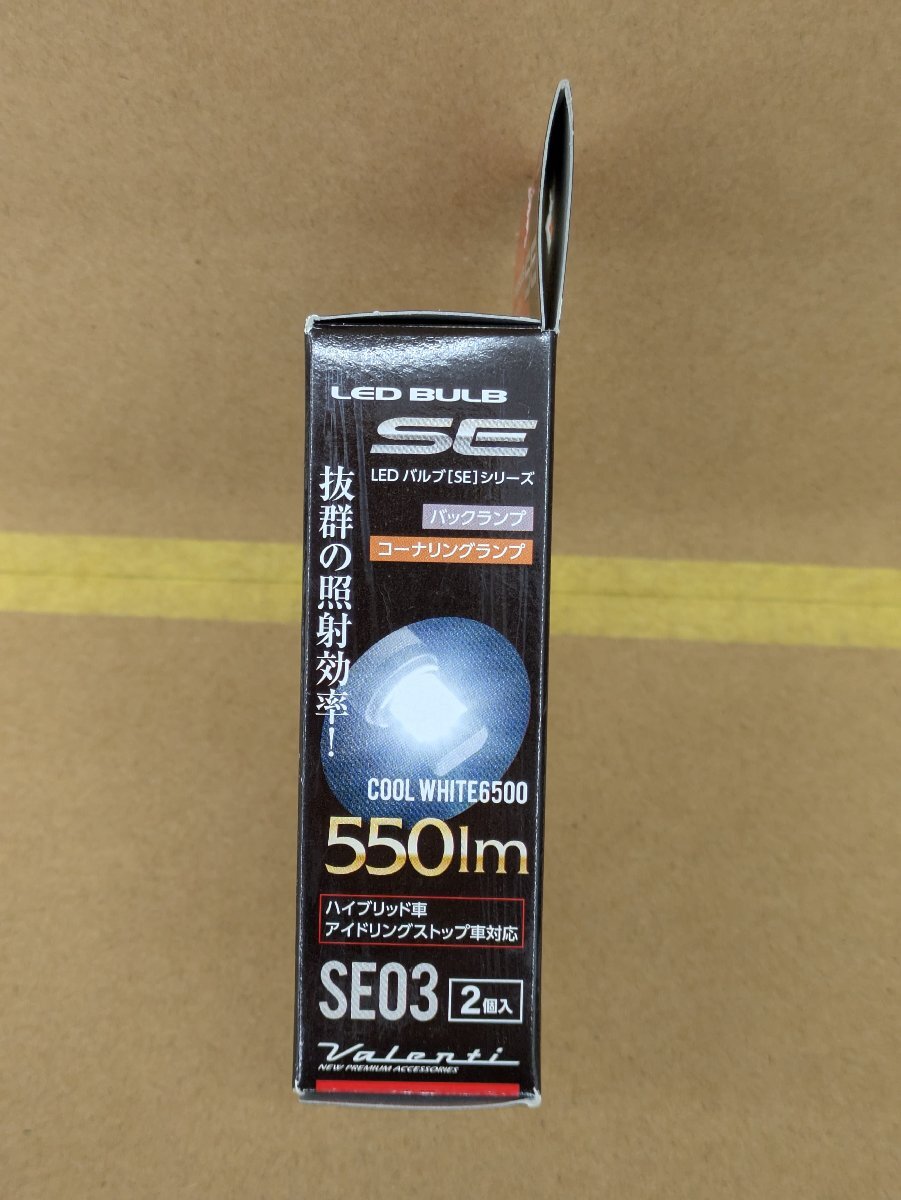 LED BULB
SE
LED バルブ[SE]シリーズ
バックランプ
コーナリングランプ
抜群の照射効率!
COOL WHITE6500
550lm
ハイブリッド車
アイドリングストップ車対応
SE03
2個入
Valenti
NEW PREMIUM ACCESSORIES